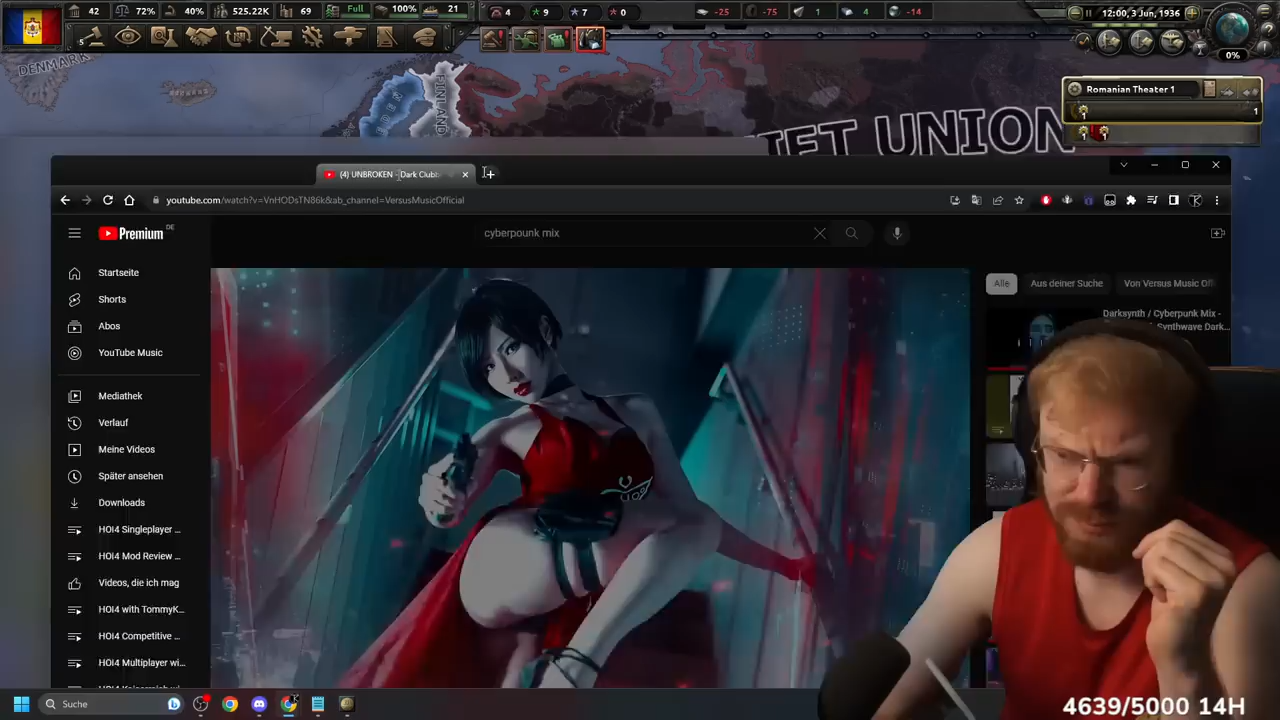 42 72% 40% 525.22K 69 Full 100% 21 4 9 7 0 -25 -75 1 4 -14 12:00, 3 Jun, 1936
5
0%
DENMARK
FINLAND
Romanian Theater 1
1
1 1
SOVIET UNION
(4) UNBROKEN - Dark Club
youtube.com/watch?v=VnHODsTN86k&ab_channel=VersusMusicOfficial
Premium DE
cyberpounk mix
Startseite
Shorts
Abos
YouTube Music
Mediathek
Verlauf
Meine Videos
Später ansehen
Downloads
HOI4 Singleplayer ...
HOI4 Mod Review ...
Videos, die ich mag
HOI4 with TommyK...
HOI4 Competitive ...
HOI4 Multiplayer wi...
Alle Aus deiner Suche Von Versus Music Offi
Darksynth / Cyberpunk Mix -
Synthwave Dark...
Suche
4639/5000 14H